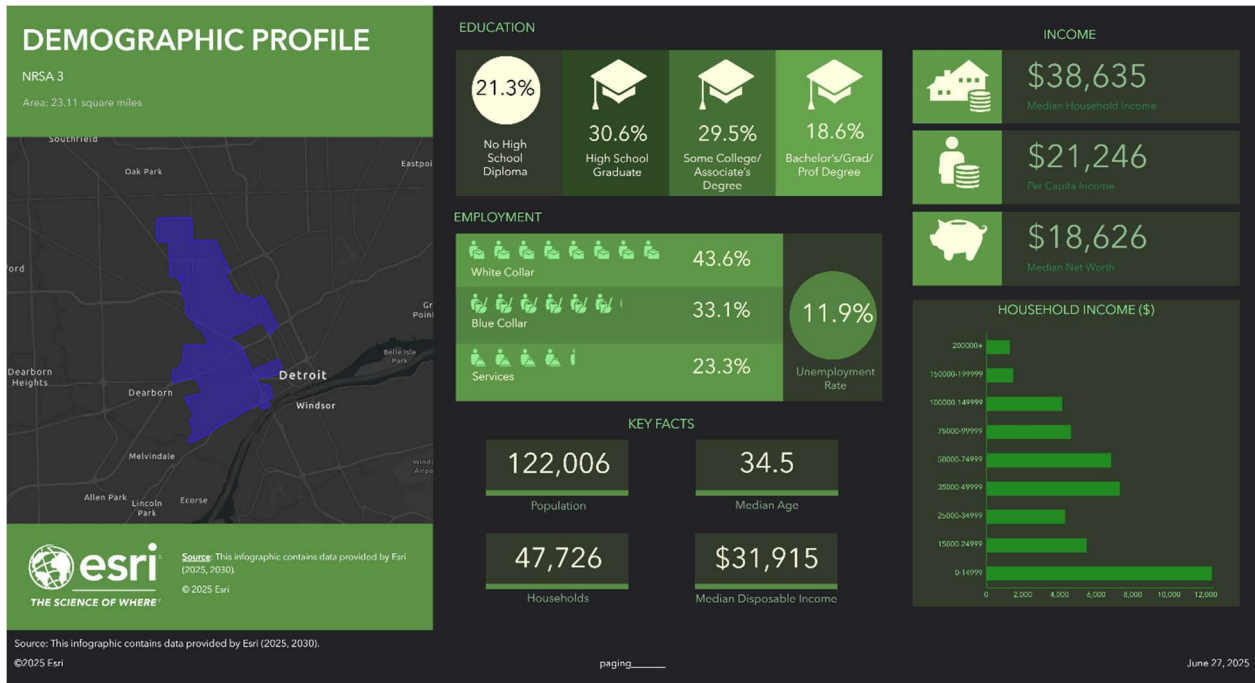 DEMOGRAPHIC PROFILE
NRSA 3
Area: 23.11 square miles
Southfield
Oak Park
Eastpoi
ford
Gr
Poin
Belle Isle
Park
Dearborn
Heights
Detroit
Dearborn
Windsor
Melvindale
Winds
Airpo
Allen Park
Lincoln
Park
Ecorse
esri
THE SCIENCE OF WHERE®
Source: This infographic contains data provided by Esri
(2025, 2030).
© 2025 Esri
EDUCATION
21.3%
No High
School
Diploma
30.6%
High School
Graduate
29.5%
Some College/
Associate's
Degree
18.6%
Bachelor's/Grad/
Prof Degree
EMPLOYMENT
White Collar
43.6%
Blue Collar
33.1%
Services
23.3%
11.9%
Unemployment
Rate
KEY FACTS
122,006
Population
34.5
Median Age
47,726
Households
$31,915
Median Disposable Income
INCOME
$38,635
Median Household Income
$21,246
Per Capita Income
$18,626
Median Net Worth
HOUSEHOLD INCOME ($)
200000+
150000-199999
100000-149999
75000-99999
50000-74999
35000-49999
25000-34999
15000-24999
0-14999
0 2,000 4,000 6,000 8,000 10,000 12,000
Source: This infographic contains data provided by Esri (2025, 2030).
©2025 Esri
paging______
June 27, 2025